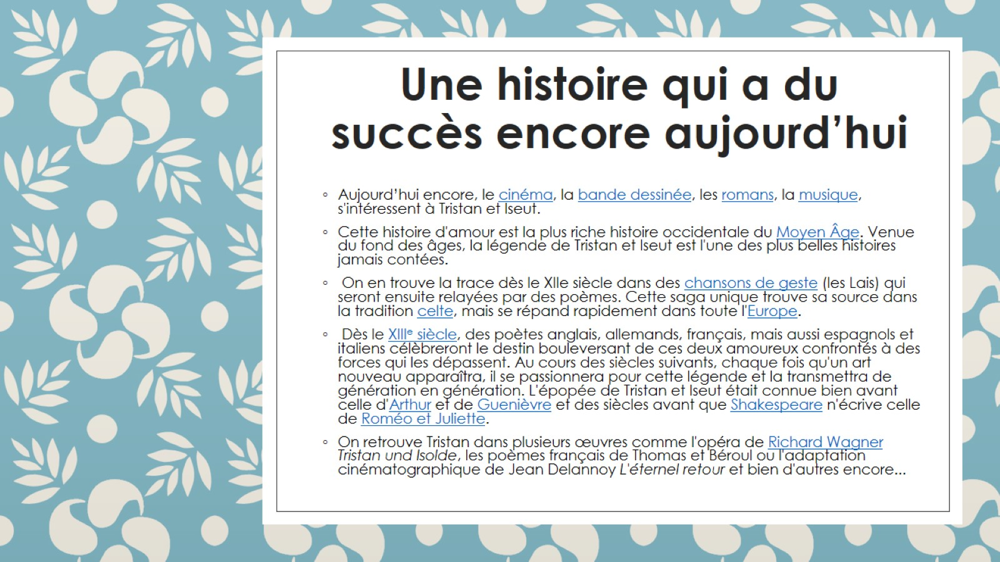 Une histoire qui a du
succès encore aujourd’hui
◦ Aujourd’hui encore, le cinéma, la bande dessinée, les romans, la musique,
s'intéressent à Tristan et Iseut.
◦ Cette histoire d'amour est la plus riche histoire occidentale du Moyen Âge. Venue
du fond des âges, la légende de Tristan et Iseut est l'une des plus belles histoires
jamais contées.
◦ On en trouve la trace dès le XIIe siècle dans des chansons de geste (les Lais) qui
seront ensuite relayées par des poèmes. Cette saga unique trouve sa source dans
la tradition celte, mais se répand rapidement dans toute l'Europe.
◦ Dès le XIIIᵉ siècle, des poètes anglais, allemands, français, mais aussi espagnols et
italiens célèbreront le destin bouleversant de ces deux amoureux confrontés à des
forces qui les dépassent. Au cours des siècles suivants, chaque fois qu'un art
nouveau apparaîtra, il se passionnera pour cette légende et la transmettra de
génération en génération. L'épopée de Tristan et Iseut était connue bien avant
celle d'Arthur et de Guenièvre et des siècles avant que Shakespeare n'écrive celle
de Roméo et Juliette.
◦ On retrouve Tristan dans plusieurs œuvres comme l'opéra de Richard Wagner
Tristan und Isolde, les poèmes français de Thomas et Béroul ou l'adaptation
cinématographique de Jean Delannoy L'éternel retour et bien d'autres encore...